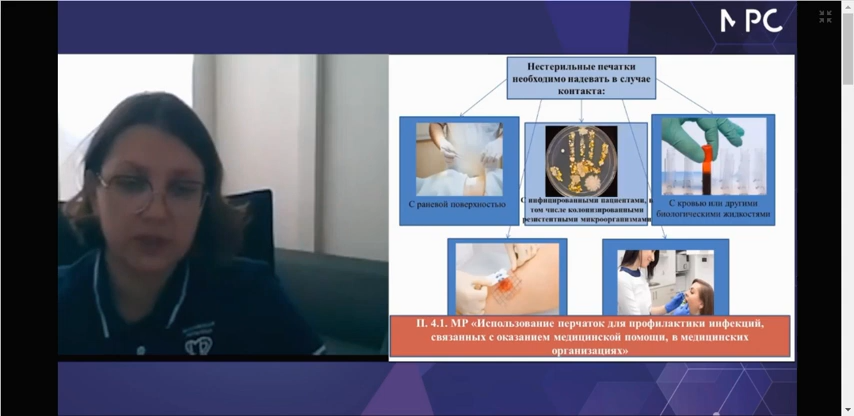 МРС
Нестерильные печатки
необходимо надевать в случае
контакта:
С раневой поверхностью
С инфицированными пациентами, в
том числе колонизированными
резистентными микроорганизмами
С кровью или другими
биологическими жидкостями
П. 4.1. МР «Использование перчаток для профилактики инфекций,
связанных с оказанием медицинской помощи, в медицинских
организациях»